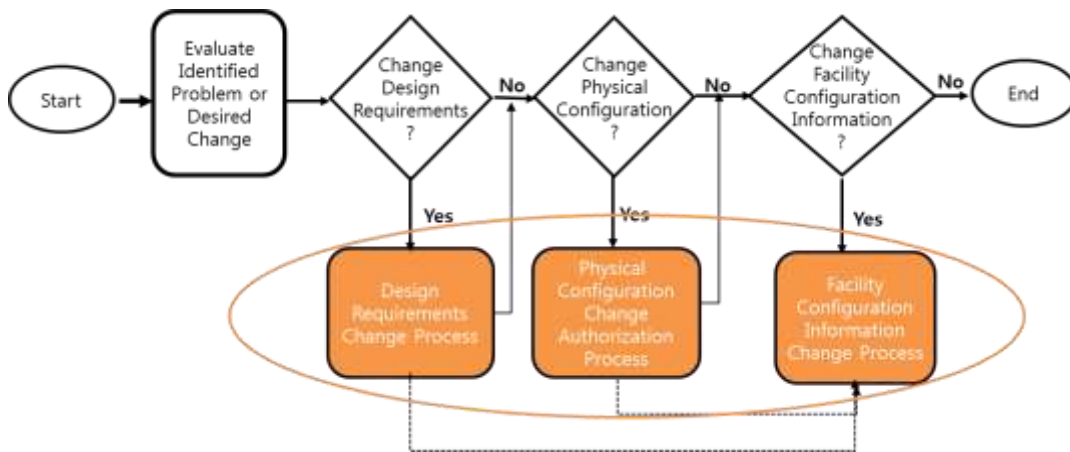 Start
Evaluate
Identified
Problem or
Desired
Change
Change
Design
Requirements
?
No
Change
Physical
Configuration
?
No
Change
Facility
Configuration
Information
?
No
End
Yes
Yes
Yes
Design
Requirements
Change Process
Physical
Configuration
Change
Authorization
Process
Facility
Configuration
Information
Change Process